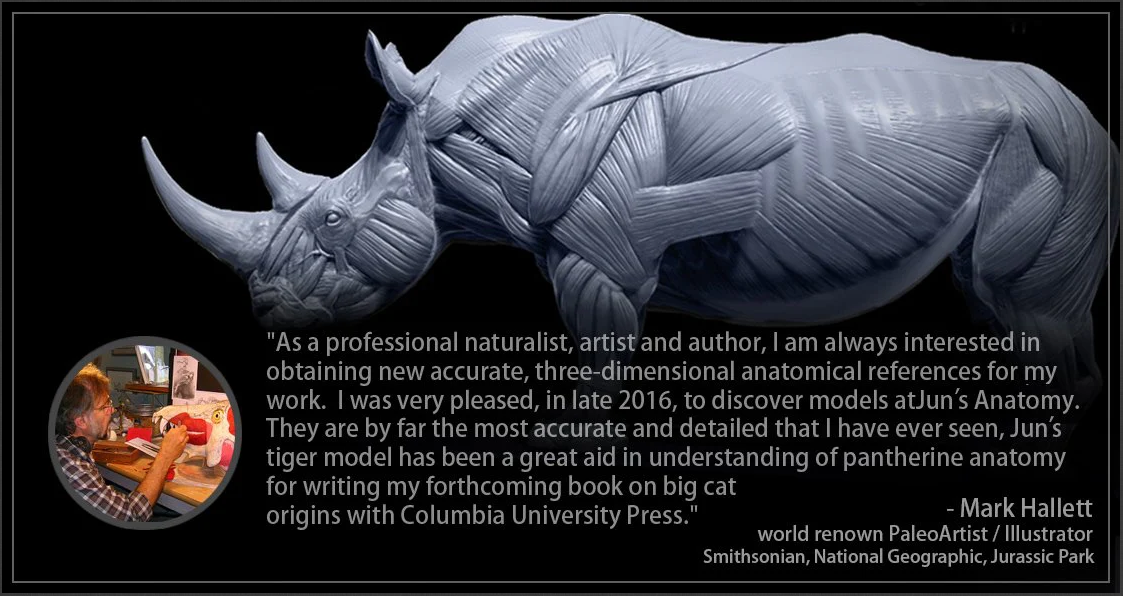 "As a professional naturalist, artist and author, I am always interested in
obtaining new accurate, three-dimensional anatomical references for my
work.  I was very pleased, in late 2016, to discover models atJun's Anatomy.
They are by far the most accurate and detailed that I have ever seen, Jun's
tiger model has been a great aid in understanding of pantherine anatomy
for writing my forthcoming book on big cat
origins with Columbia University Press."
- Mark Hallett
world renown PaleoArtist / Illustrator
Smithsonian, National Geographic, Jurassic Park